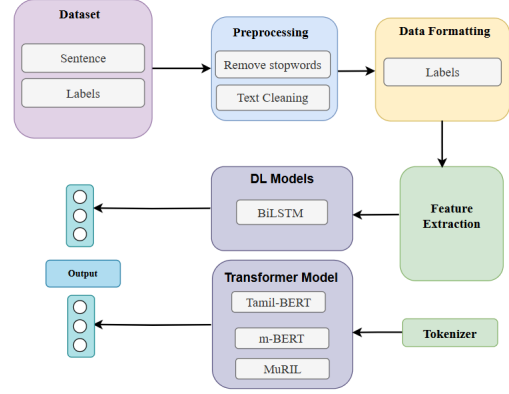 Dataset
Sentence
Labels
Preprocessing
Remove stopwords
Text Cleaning
Data Formatting
Labels
DL Models
BiLSTM
Feature
Extraction
Output
Transformer Model
Tamil-BERT
m-BERT
MuRIL
Tokenizer